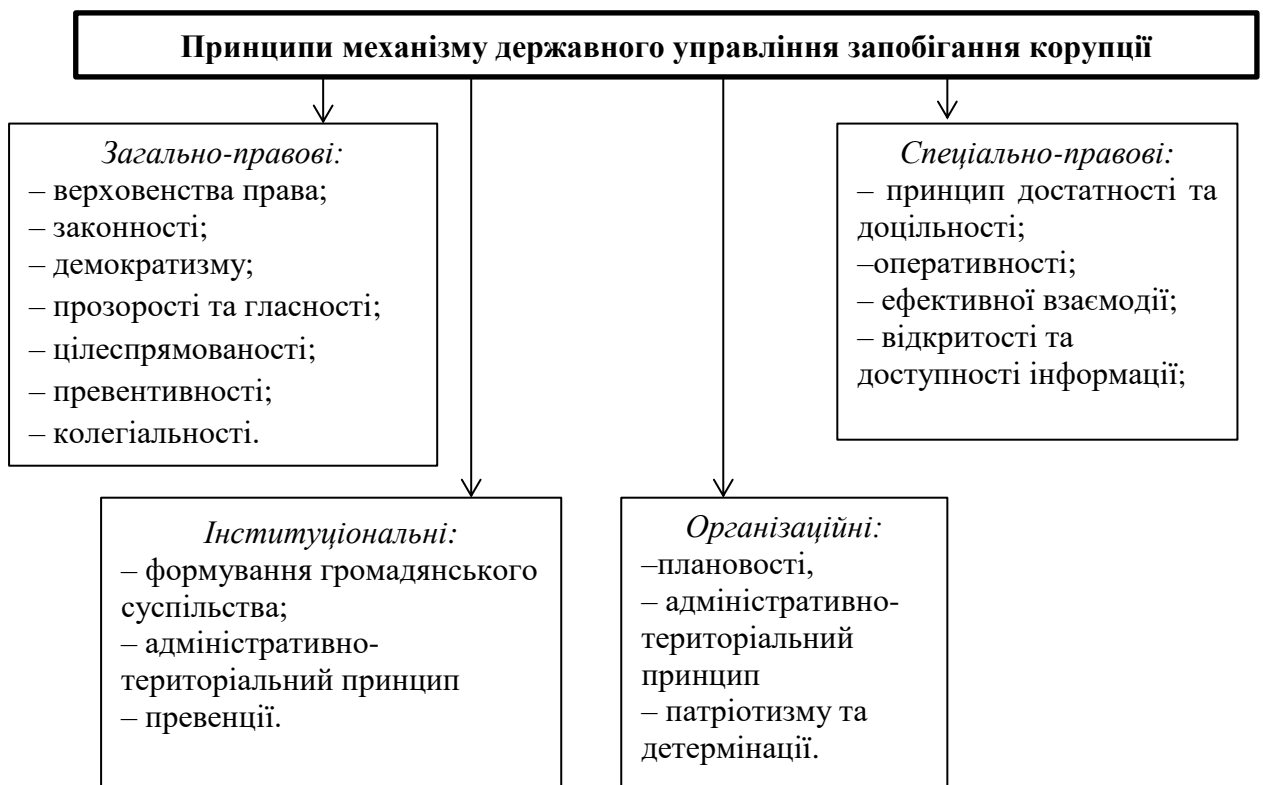 Принципи механізму державного управління запобігання корупції
Загально-правові:
– верховенства права;
– законності;
– демократизму;
– прозорості та гласності;
– цілеспрямованості;
– превентивності;
– колегіальності.
Спеціально-правові:
– принцип достатності та
доцільності;
–оперативності;
– ефективної взаємодії;
– відкритості та
доступності інформації;
Інституціональні:
– формування громадянського
суспільства;
– адміністративно-
територіальний принцип
– превенції.
Організаційні:
–плановості,
– адміністративно-
територіальний
принцип
– патріотизму та
детермінації.